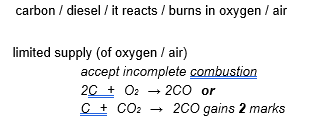 carbon / diesel / it reacts / burns in oxygen / air
limited supply (of oxygen / air)
accept incomplete combustion
2C + O₂ → 2CO or
C + CO₂ → 2CO gains 2 marks